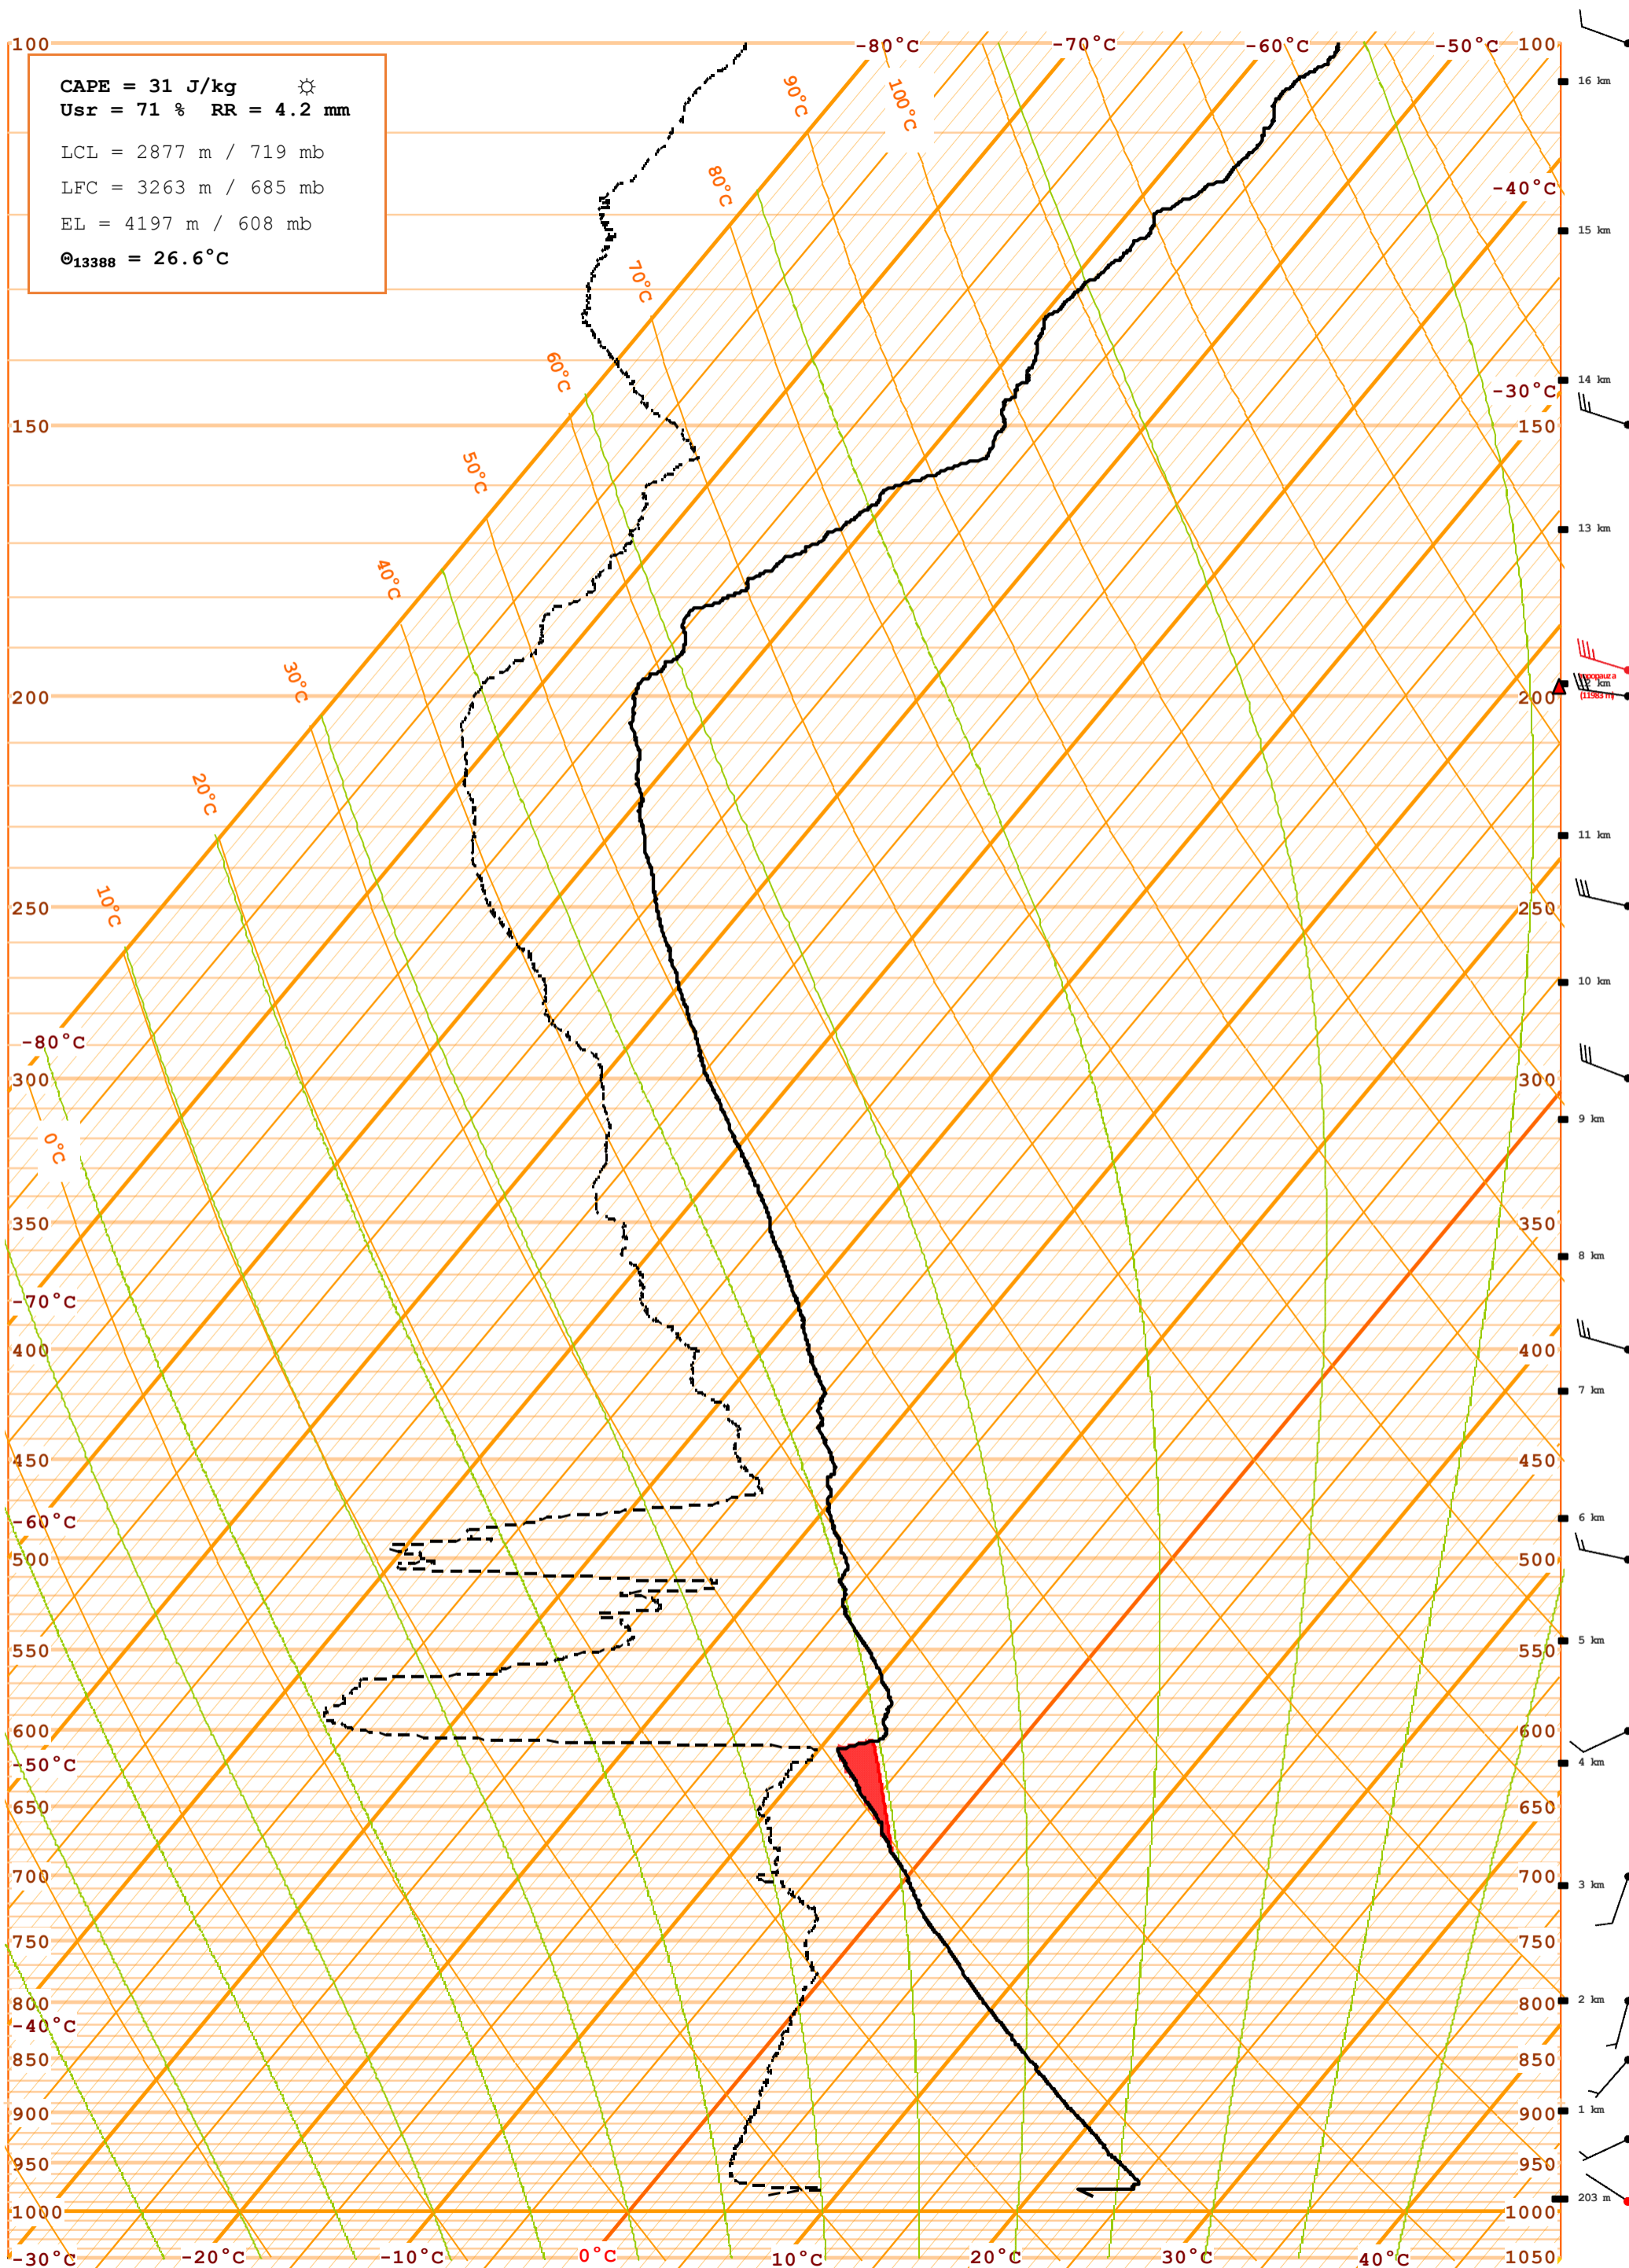 100
-80°C
-70°C
-60°C
-50°C
100
CAPE = 31 J/kg ☼
Usr = 71 % RR = 4.2 mm
LCL = 2877 m / 719 mb
LFC = 3263 m / 685 mb
EL = 4197 m / 608 mb
Θ13388 = 26.6°C
90°C
100°C
16 km
80°C
-40°C
15 km
70°C
60°C
14 km
-30°C
150
150
50°C
13 km
40°C
30°C
200
200
(11983 m)
20°C
11 km
10°C
250
250
10 km
-80°C
300
300
0°C
9 km
350
350
8 km
-70°C
400
400
7 km
450
450
-60°C
6 km
500
500
550
550
5 km
600
600
-50°C
4 km
650
650
700
700
3 km
750
750
800
800
2 km
-40°C
850
850
900
900
1 km
950
950
203 m
1000
1000
-30°C
-20°C
-10°C
0°C
10°C
20°C
30°C
40°C
1050